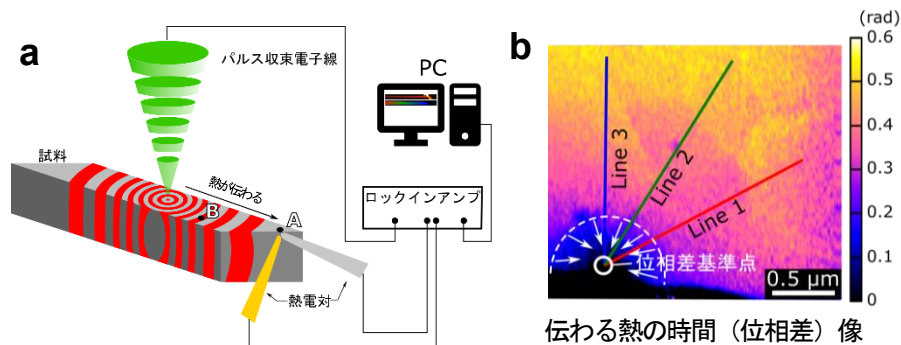 a
パルス収束電子線
PC
試料
熱が伝わる
B
A
ロックインアンプ
熱電対
b
(rad)
0.6
0.5
0.4
0.3
0.2
0.1
0
Line 3
Line 2
Line 1
位相差基準点
0.5 μm
伝わる熱の時間（位相差）像